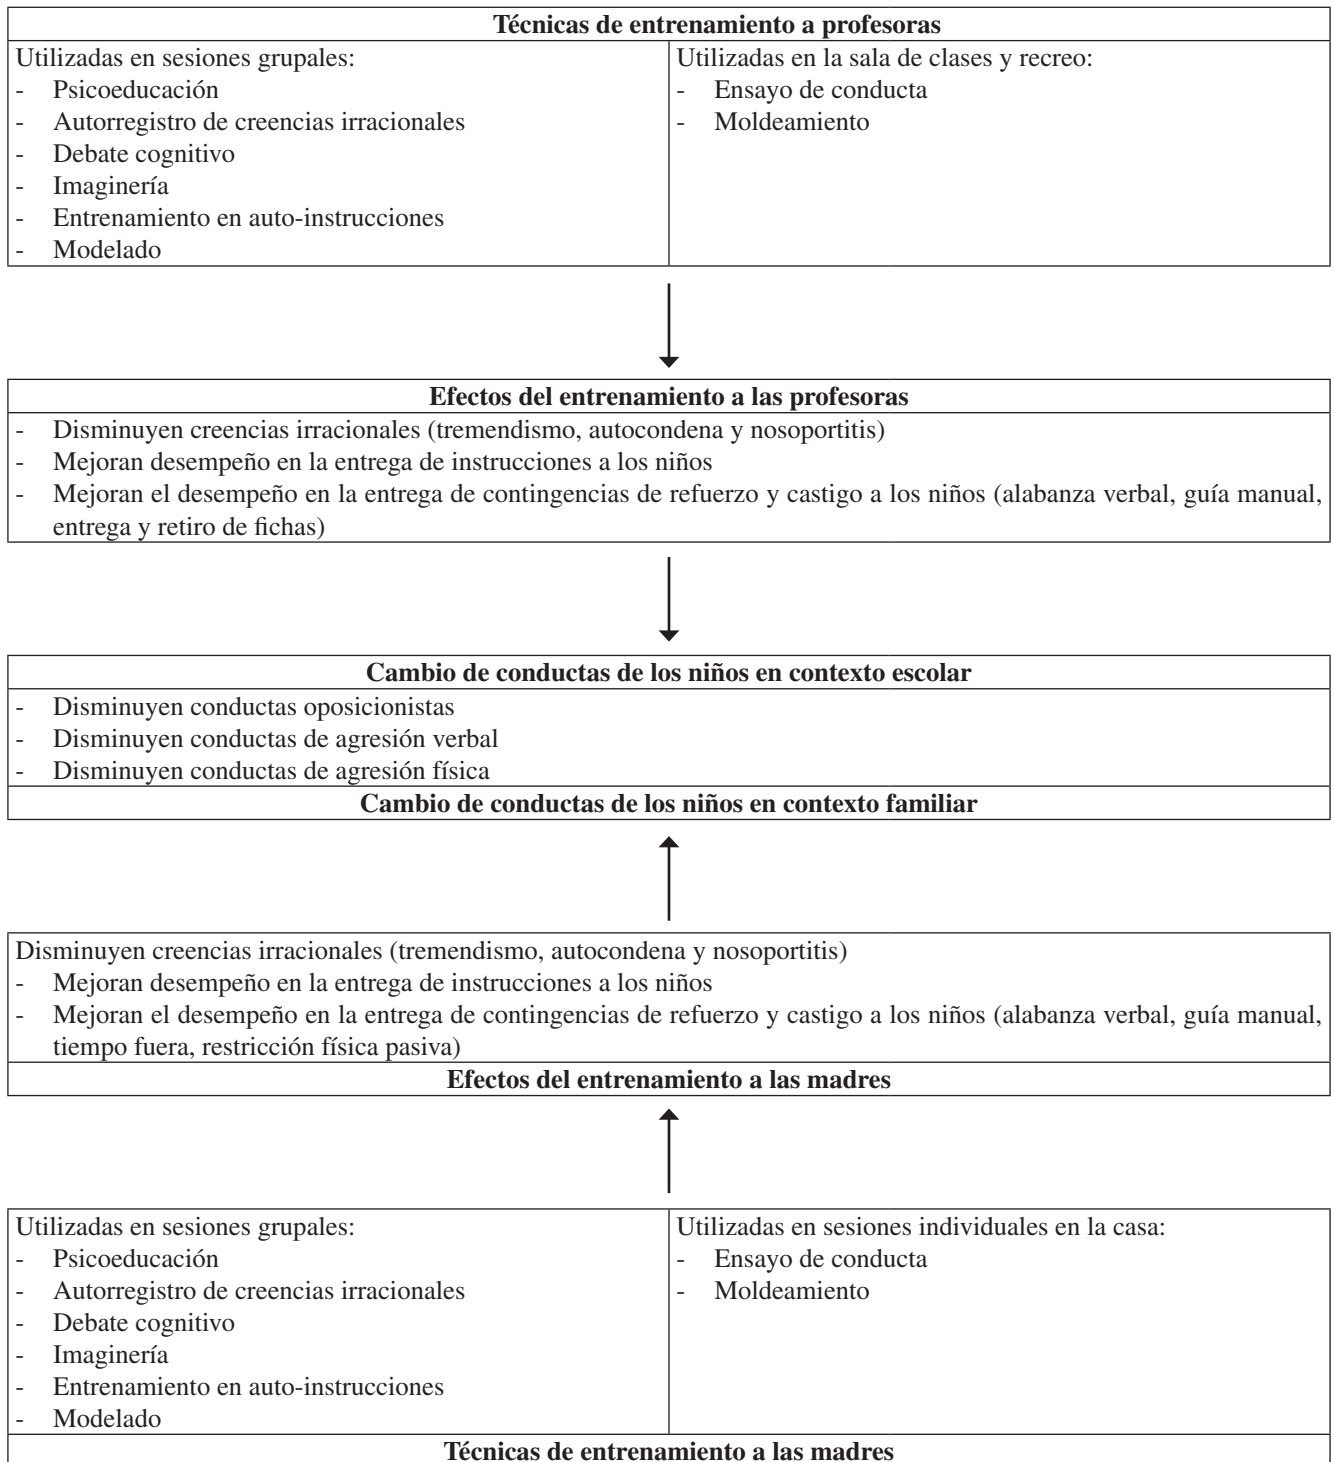 Técnicas de entrenamiento a profesoras
Utilizadas en sesiones grupales:
- Psicoeducación
- Autorregistro de creencias irracionales
- Debate cognitivo
- Imaginería
- Entrenamiento en auto-instrucciones
- Modelado
Utilizadas en la sala de clases y recreo:
- Ensayo de conducta
- Moldeamiento
Efectos del entrenamiento a las profesoras
- Disminuyen creencias irracionales (tremendismo, autocondena y nosoportitis)
- Mejoran desempeño en la entrega de instrucciones a los niños
- Mejoran el desempeño en la entrega de contingencias de refuerzo y castigo a los niños (alabanza verbal, guía manual,
entrega y retiro de fichas)
Cambio de conductas de los niños en contexto escolar
- Disminuyen conductas oposicionistas
- Disminuyen conductas de agresión verbal
- Disminuyen conductas de agresión física
Cambio de conductas de los niños en contexto familiar
Disminuyen creencias irracionales (tremendismo, autocondena y nosoportitis)
- Mejoran desempeño en la entrega de instrucciones a los niños
- Mejoran el desempeño en la entrega de contingencias de refuerzo y castigo a los niños (alabanza verbal, guía manual,
tiempo fuera, restricción física pasiva)
Efectos del entrenamiento a las madres
Utilizadas en sesiones grupales:
- Psicoeducación
- Autorregistro de creencias irracionales
- Debate cognitivo
- Imaginería
- Entrenamiento en auto-instrucciones
- Modelado
Utilizadas en sesiones individuales en la casa:
- Ensayo de conducta
- Moldeamiento
Técnicas de entrenamiento a las madres